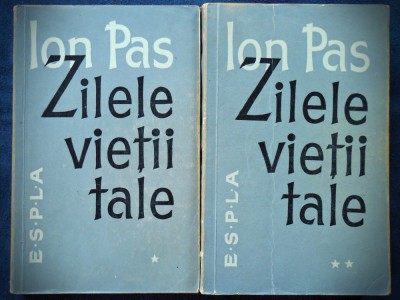 Ion Pas
Zilele
vieții
tale
E·S·P·L·A
*
Ion Pas
Zilele
vieții
tale
E·S·P·L·A
**